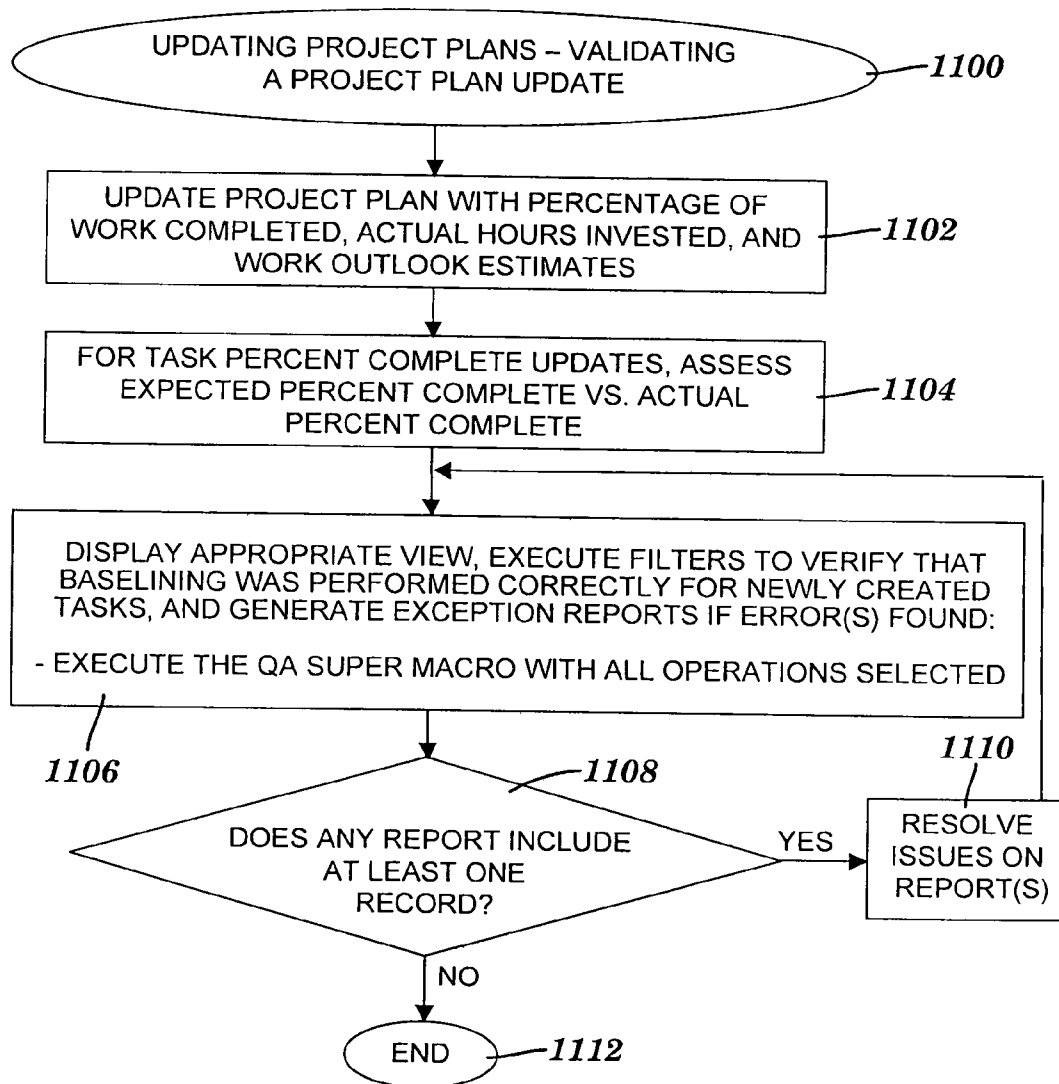 UPDATING PROJECT PLANS – VALIDATING
A PROJECT PLAN UPDATE
1100
UPDATE PROJECT PLAN WITH PERCENTAGE OF
WORK COMPLETED, ACTUAL HOURS INVESTED, AND
WORK OUTLOOK ESTIMATES
1102
FOR TASK PERCENT COMPLETE UPDATES, ASSESS
EXPECTED PERCENT COMPLETE VS. ACTUAL
PERCENT COMPLETE
1104
DISPLAY APPROPRIATE VIEW, EXECUTE FILTERS TO VERIFY THAT
BASELINING WAS PERFORMED CORRECTLY FOR NEWLY CREATED
TASKS, AND GENERATE EXCEPTION REPORTS IF ERROR(S) FOUND:
- EXECUTE THE QA SUPER MACRO WITH ALL OPERATIONS SELECTED
1106
1108
DOES ANY REPORT INCLUDE
AT LEAST ONE
RECORD?
YES
1110
RESOLVE
ISSUES ON
REPORT(S)
NO
END
1112